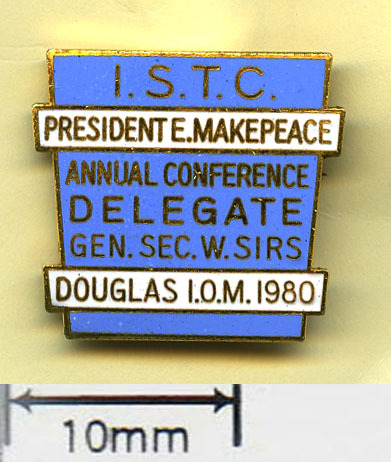 I.S.T.C.
PRESIDENT E.MAKEPEACE
ANNUAL CONFERENCE
DELEGATE
GEN. SEC. W. SIRS
DOUGLAS I.O.M. 1980
10mm